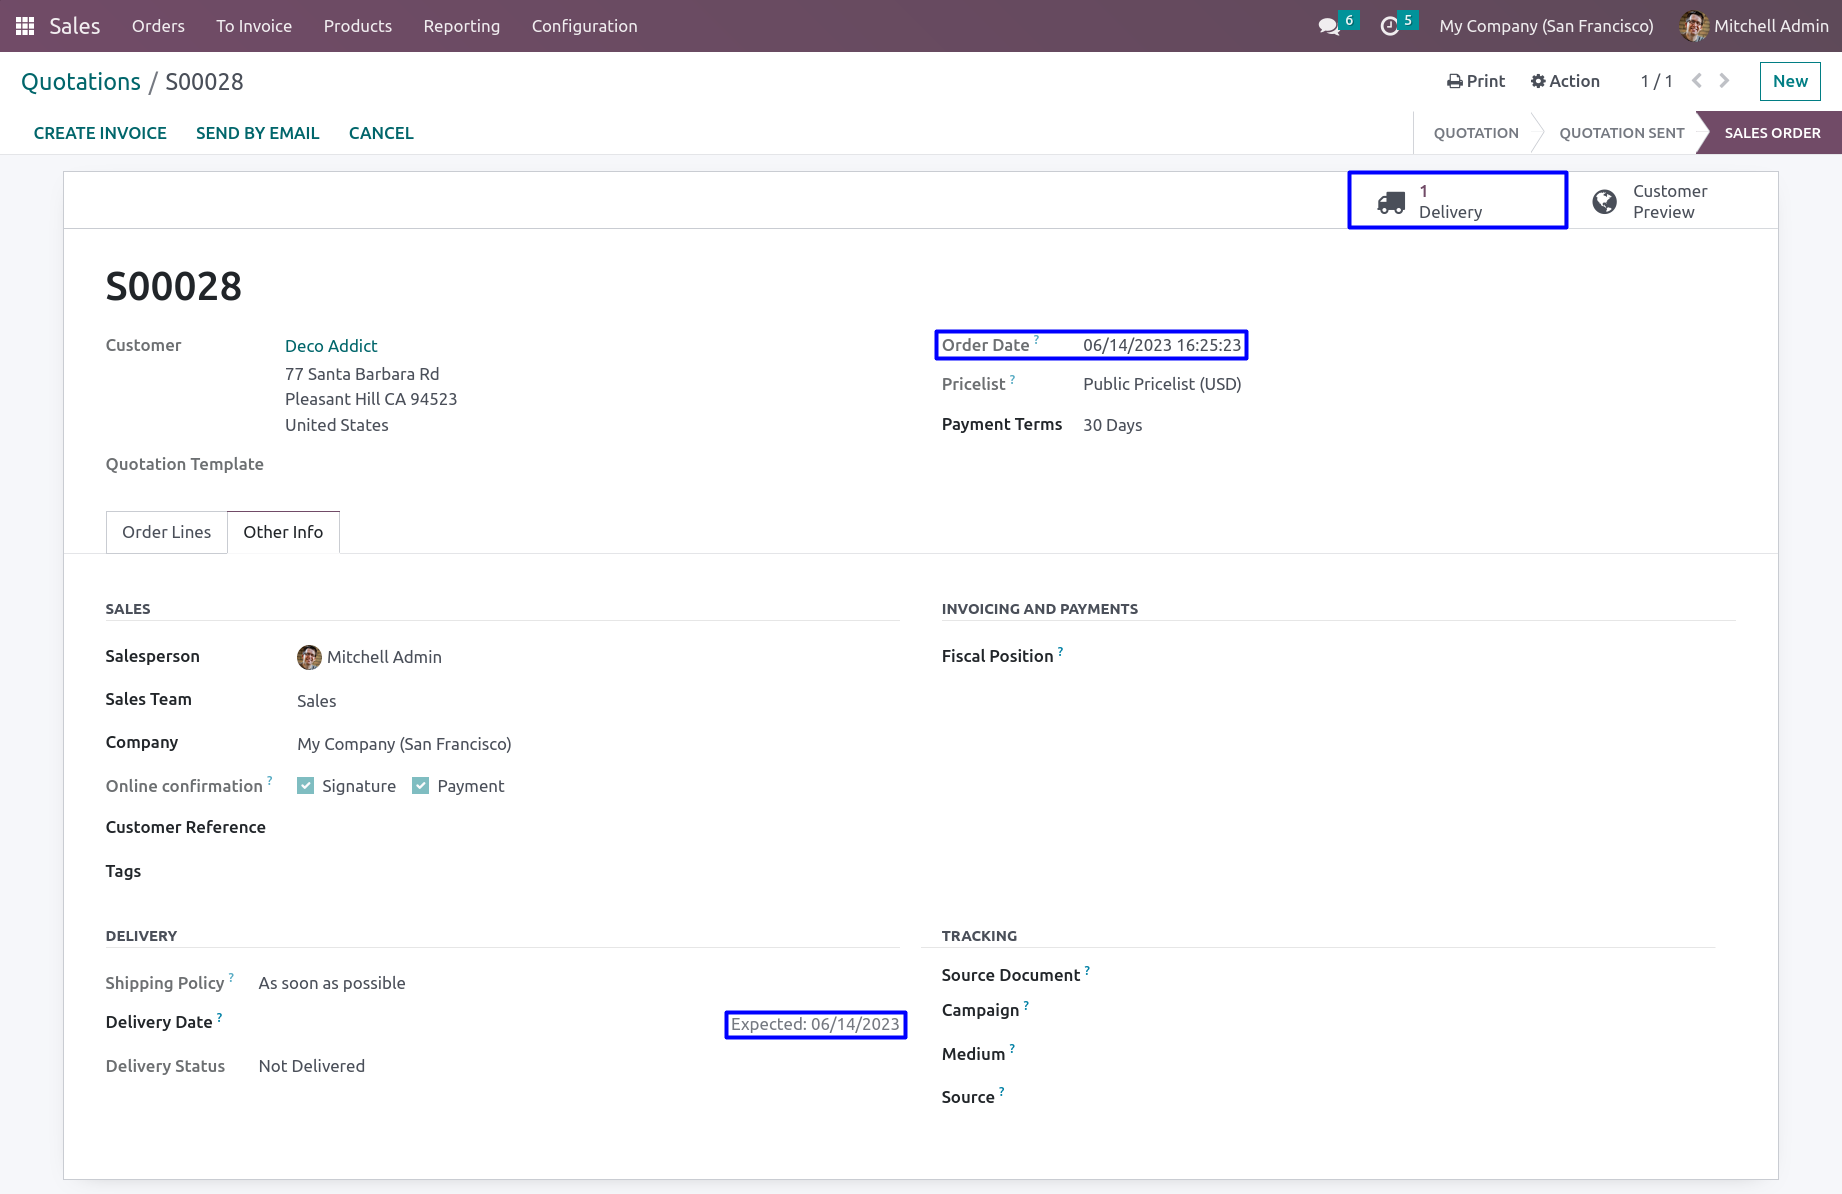 Sales Orders To Invoice Products Reporting Configuration 6 5 My Company (San Francisco) Mitchell Admin
Quotations / S00028 Print Action 1 / 1 New
CREATE INVOICE SEND BY EMAIL CANCEL QUOTATION QUOTATION SENT SALES ORDER
1
Delivery
Customer
Preview
S00028
Customer Deco Addict
77 Santa Barbara Rd
Pleasant Hill CA 94523
United States
Quotation Template
Order Date ? 06/14/2023 16:25:23
Pricelist ? Public Pricelist (USD)
Payment Terms 30 Days
Order Lines Other Info
SALES
Salesperson Mitchell Admin
Sales Team Sales
Company My Company (San Francisco)
Online confirmation ? Signature Payment
Customer Reference
Tags
INVOICING AND PAYMENTS
Fiscal Position ?
DELIVERY
Shipping Policy ? As soon as possible
Delivery Date ? Expected: 06/14/2023
Delivery Status Not Delivered
TRACKING
Source Document ?
Campaign ?
Medium ?
Source ?